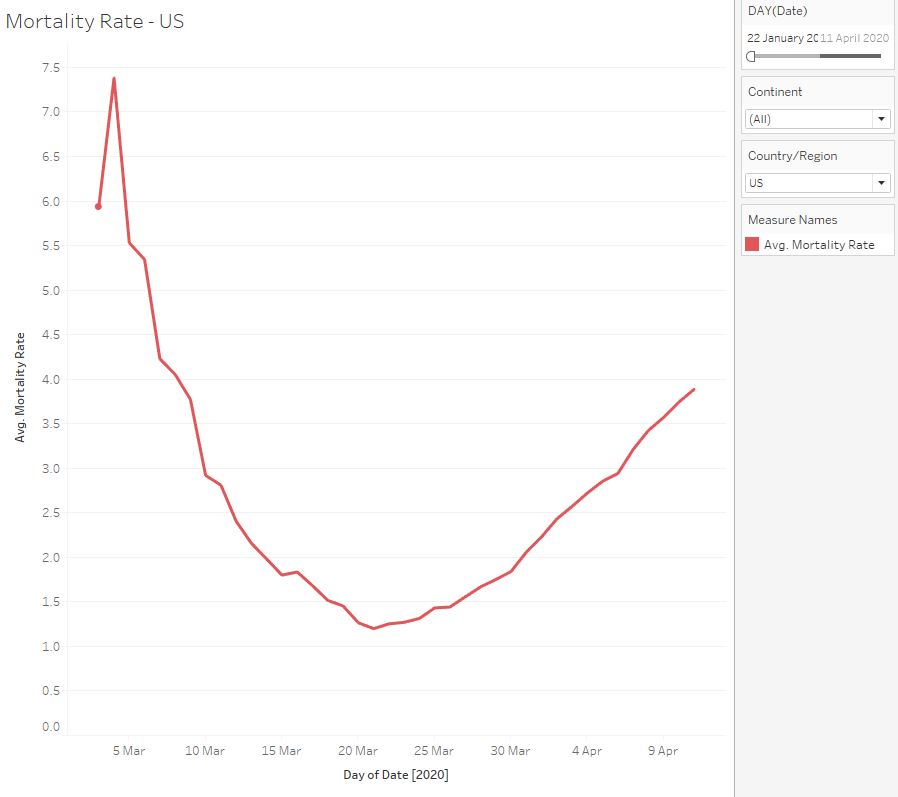 Mortality Rate - US
7.5
7.0
6.5
6.0
5.5
5.0
4.5
4.0
3.5
3.0
2.5
2.0
1.5
1.0
0.5
0.0
Avg. Mortality Rate
5 Mar
10 Mar
15 Mar
20 Mar
25 Mar
30 Mar
4 Apr
9 Apr
Day of Date [2020]
DAY(Date)
22 January 20 11 April 2020
Continent
(All)
Country/Region
US
Measure Names
Avg. Mortality Rate